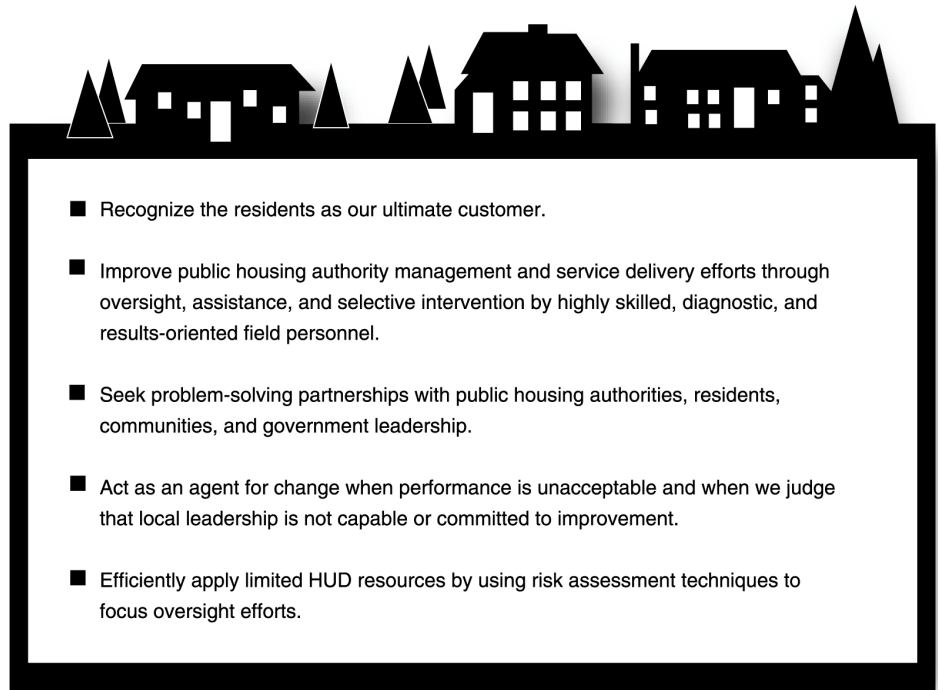 ■ Recognize the residents as our ultimate customer.
■ Improve public housing authority management and service delivery efforts through
oversight, assistance, and selective intervention by highly skilled, diagnostic, and
results-oriented field personnel.
■ Seek problem-solving partnerships with public housing authorities, residents,
communities, and government leadership.
■ Act as an agent for change when performance is unacceptable and when we judge
that local leadership is not capable or committed to improvement.
■ Efficiently apply limited HUD resources by using risk assessment techniques to
focus oversight efforts.